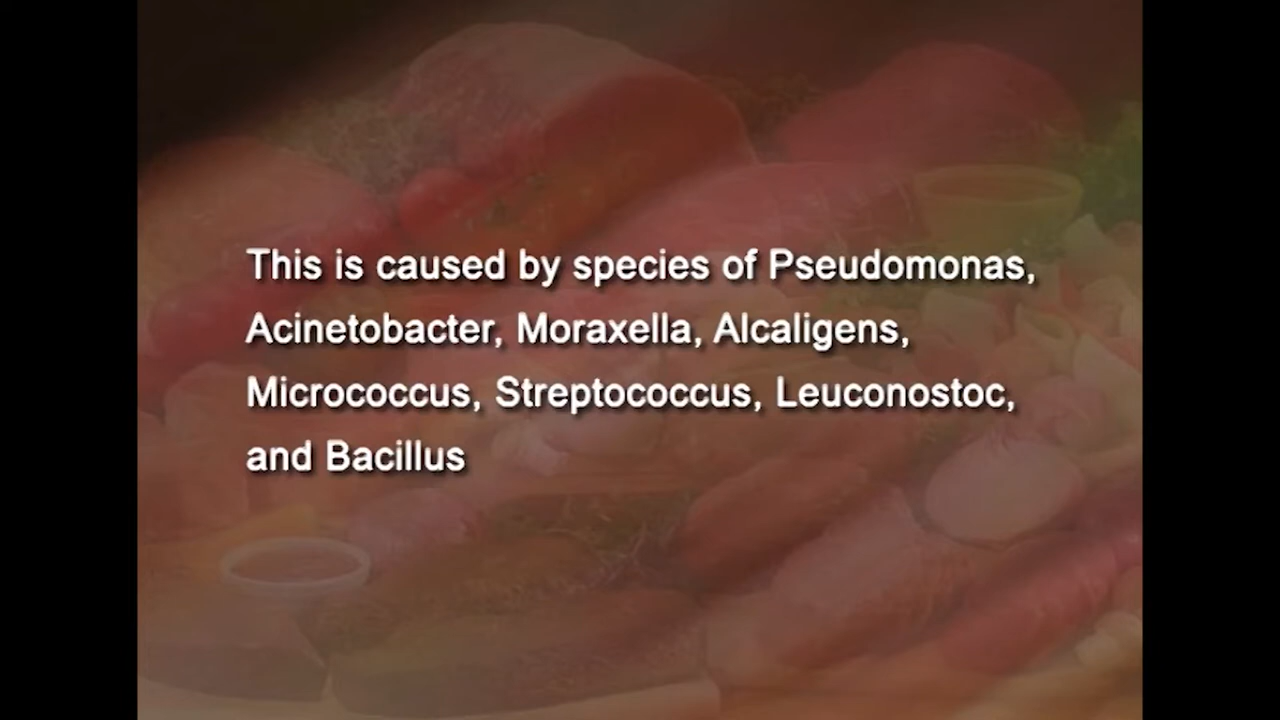 This is caused by species of Pseudomonas,
Acinetobacter, Moraxella, Alcaligens,
Micrococcus, Streptococcus, Leuconostoc,
and Bacillus